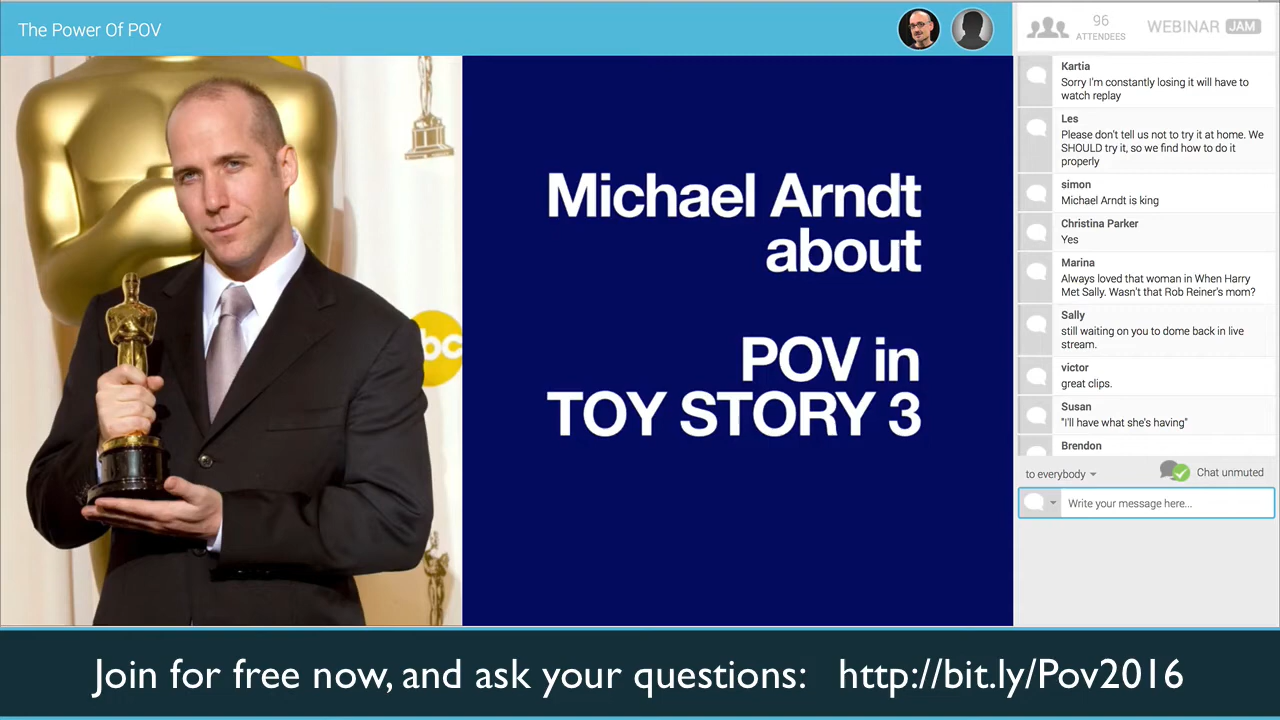 The Power Of POV
96
ATTENDEES
WEBINAR JAM
bc
Michael Arndt
about
POV in
TOY STORY 3
Kartia
Sorry I'm constantly losing it will have to
watch replay
Les
Please don't tell us not to try it at home. We
SHOULD try it, so we find how to do it
properly
simon
Michael Arndt is king
Christina Parker
Yes
Marina
Always loved that woman in When Harry
Met Sally. Wasn't that Rob Reiner's mom?
Sally
still waiting on you to dome back in live
stream.
victor
great clips.
Susan
"I'll have what she's having"
Brendon
to everybody
Chat unmuted
Write your message here...
Join for free now, and ask your questions: http://bit.ly/Pov2016